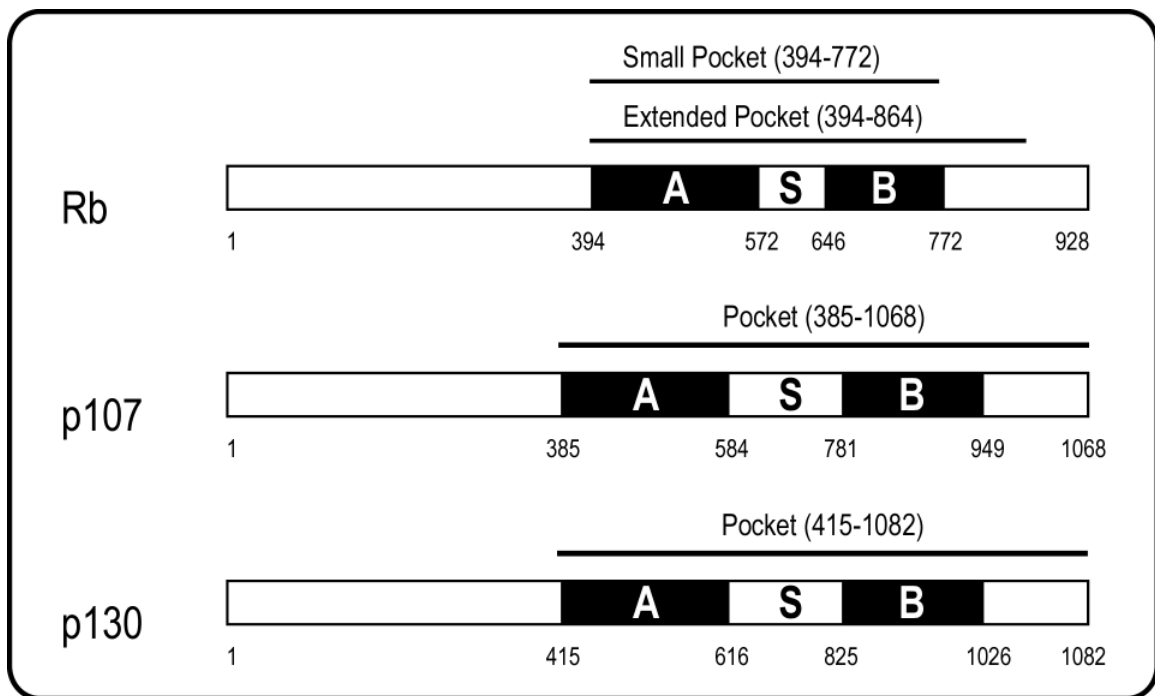 Small Pocket (394-772)
Extended Pocket (394-864)
Rb
A S B
1 394 572 646 772 928
Pocket (385-1068)
p107
A S B
1 385 584 781 949 1068
Pocket (415-1082)
p130
A S B
1 415 616 825 1026 1082